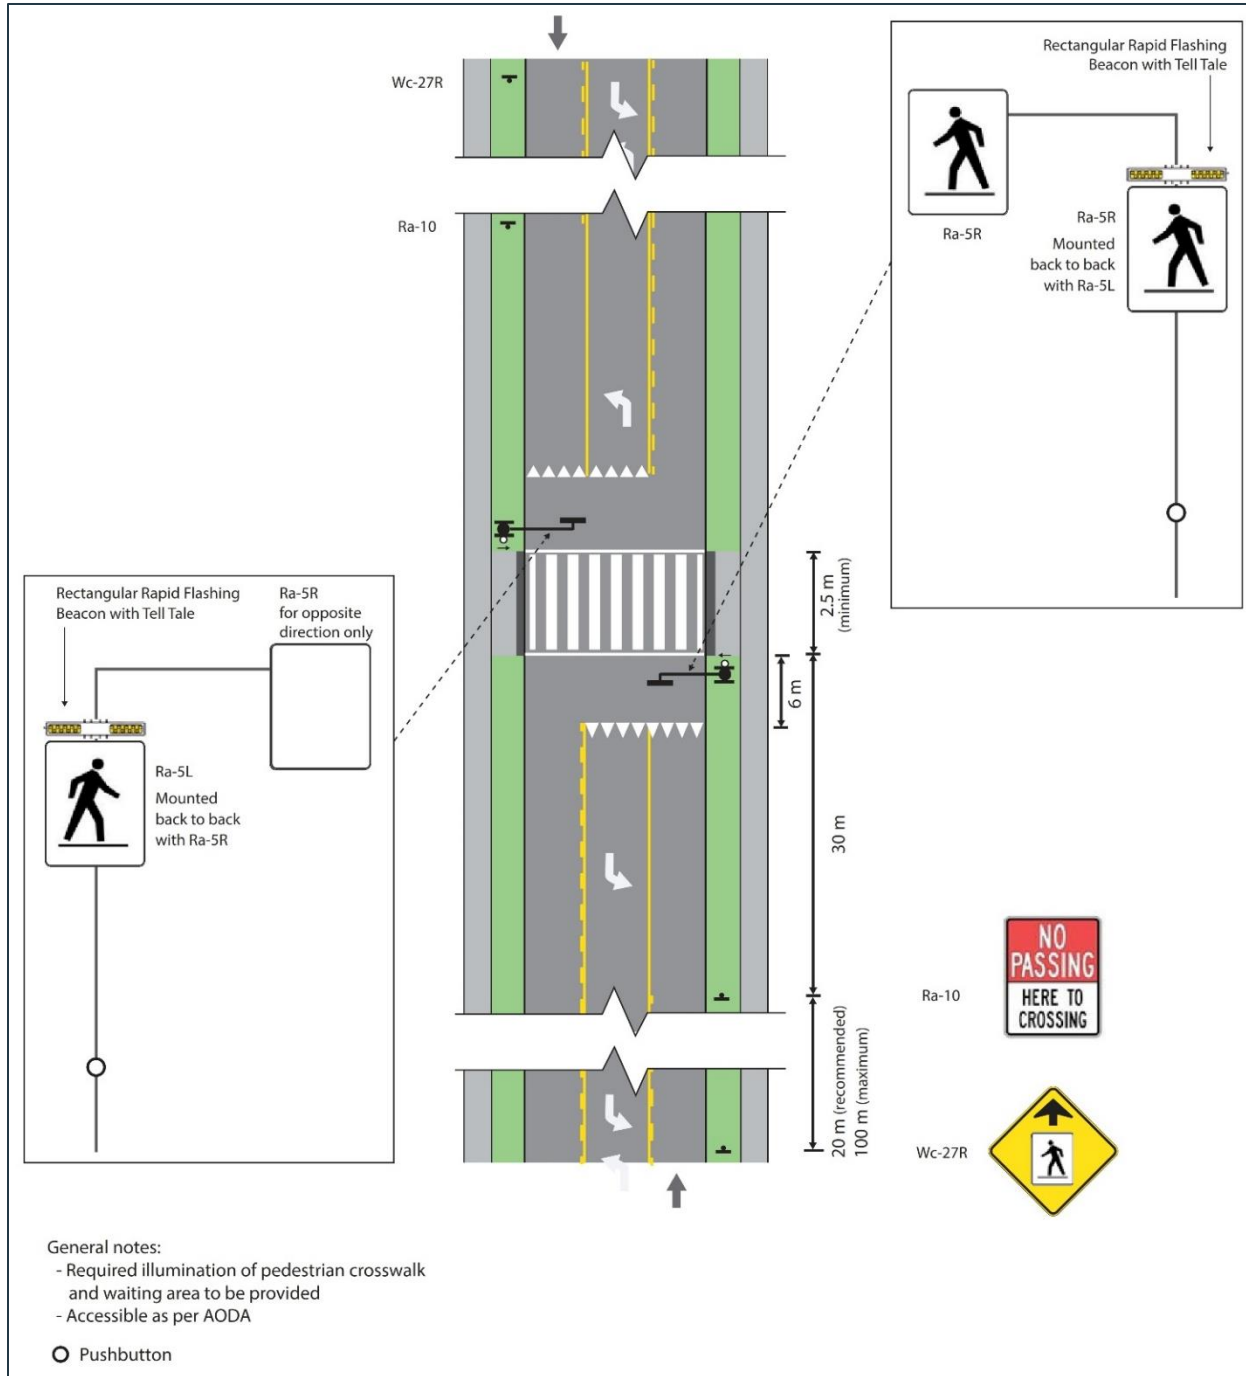 Wc-27R
Ra-10
Rectangular Rapid Flashing
Beacon with Tell Tale
Ra-5R
Ra-5R
Mounted
back to back
with Ra-5L
Rectangular Rapid Flashing
Beacon with Tell Tale
Ra-5R
for opposite
direction only
Ra-5L
Mounted
back to back
with Ra-5R
2.5 m
(minimum)
6 m
30 m
20 m (recommended)
100 m (maximum)
Ra-10
NO
PASSING
HERE TO
CROSSING
Wc-27R
General notes:
- Required illumination of pedestrian crosswalk
and waiting area to be provided
- Accessible as per AODA
Pushbutton